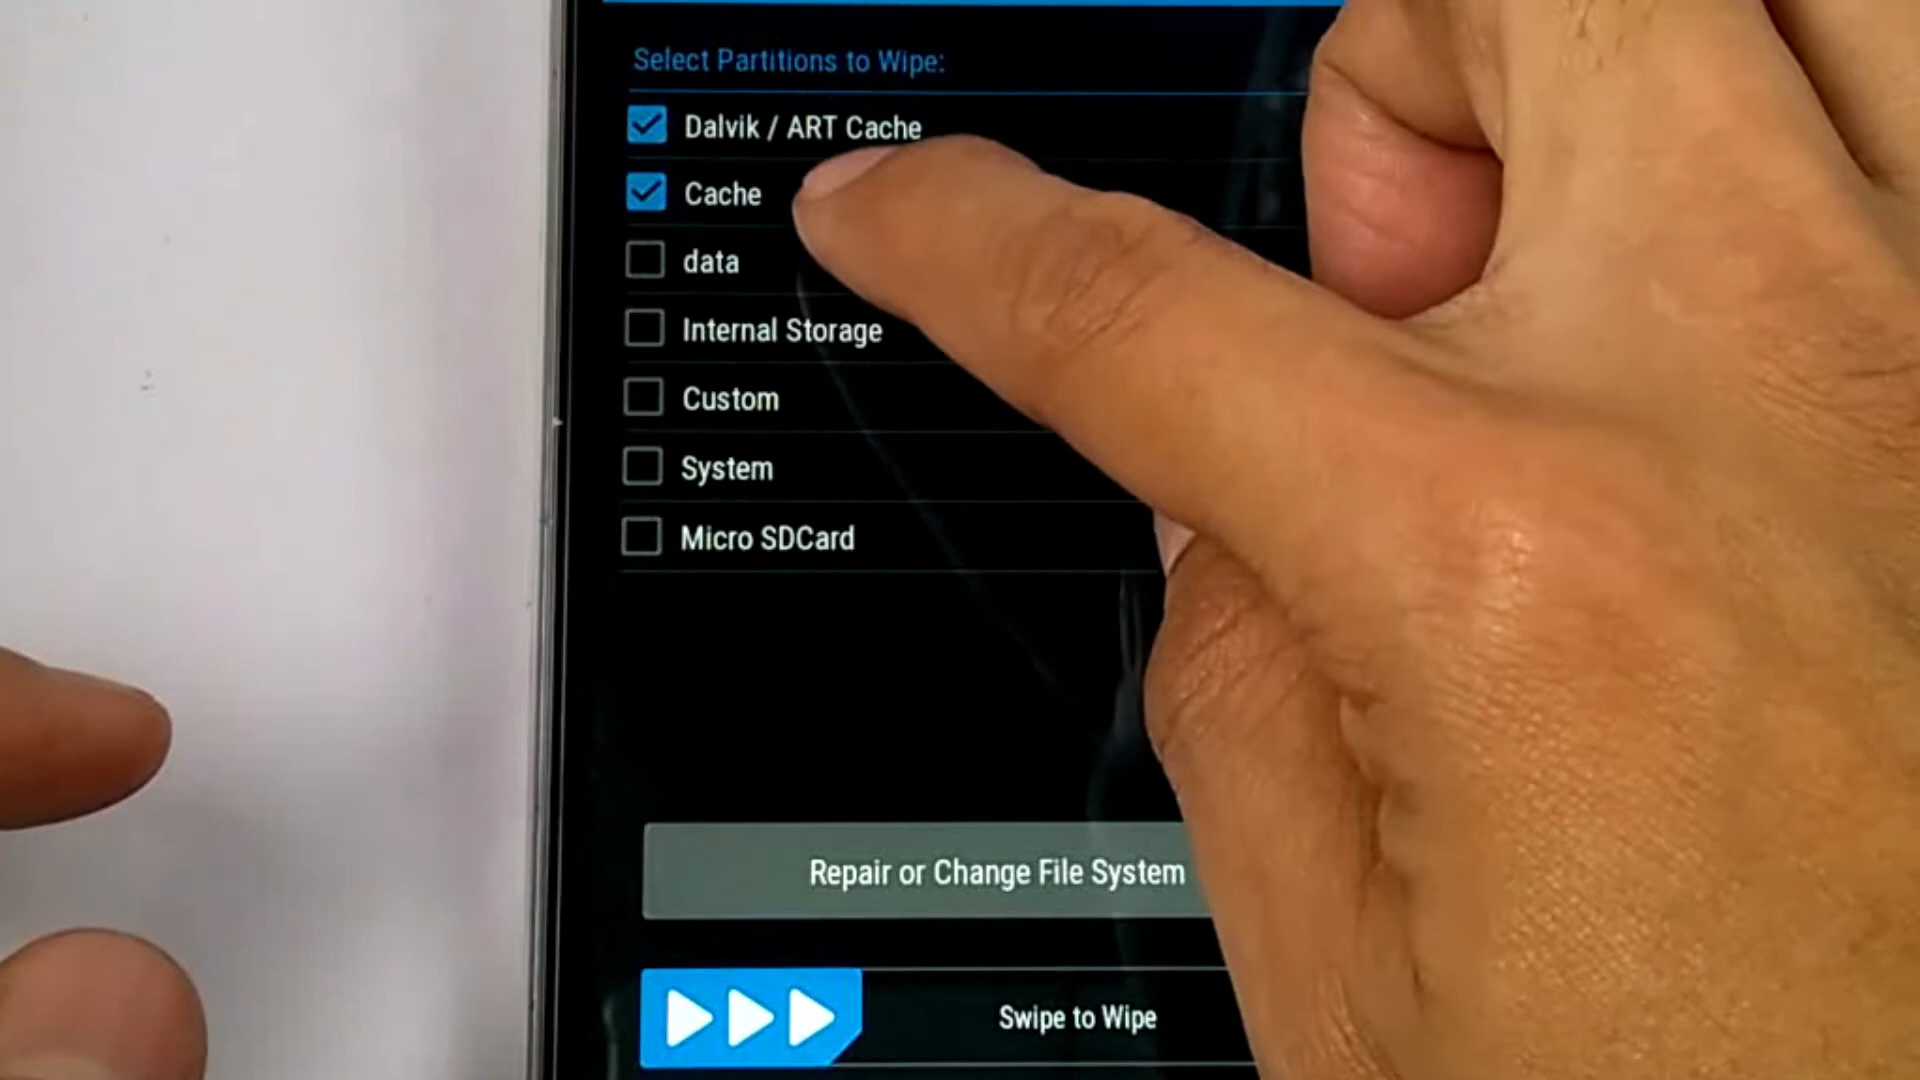 Select Partitions to Wipe:
Dalvik / ART Cache
Cache
data
Internal Storage
Custom
System
Micro SDCard
Repair or Change File System
Swipe to Wipe